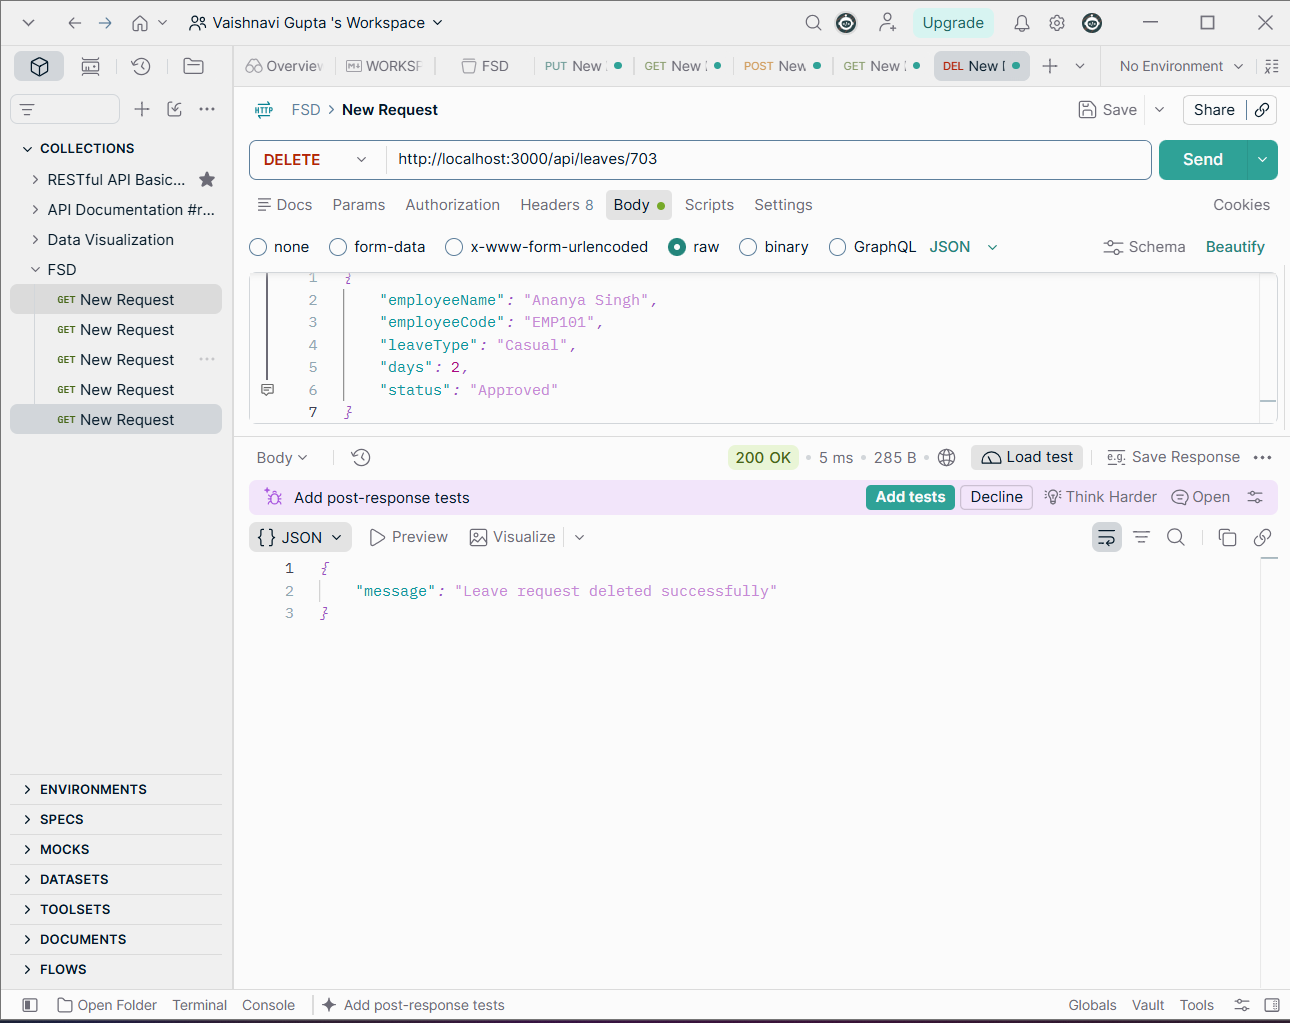 Vaishnavi Gupta 's Workspace
Upgrade
Overview
WORKSP
FSD
PUT New
GET New
POST New
GET New
DEL New
No Environment
FSD > New Request
Save
Share
COLLECTIONS
RESTful API Basic...
API Documentation #r...
Data Visualization
FSD
GET New Request
GET New Request
GET New Request
GET New Request
GET New Request
DELETE
http://localhost:3000/api/leaves/703
Send
Docs Params Authorization Headers 8 Body Scripts Settings
Cookies
none form-data x-www-form-urlencoded raw binary GraphQL JSON
Schema
Beautify
1 {
2 "employeeName": "Ananya Singh",
3 "employeeCode": "EMP101",
4 "leaveType": "Casual",
5 "days": 2,
6 "status": "Approved"
7 }
Body
200 OK • 5 ms • 285 B •
Load test
e.g. Save Response
Add post-response tests
Add tests
Decline
Think Harder
Open
{} JSON
Preview
Visualize
1 {
2 "message": "Leave request deleted successfully"
3 }
ENVIRONMENTS
SPECS
MOCKS
DATASETS
TOOLSETS
DOCUMENTS
FLOWS
Open Folder Terminal Console
Add post-response tests
Globals Vault Tools